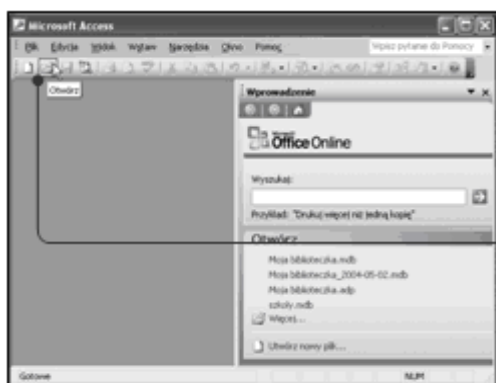 Microsoft Access
Plik Edycja Widok Wstaw Narzędzia Okno Pomoc Wpisz pytanie do Pomocy
Otwórz
Wprowadzenie
Microsoft
Office Online
Wyszukaj:
Przykład: "Drukuj więcej niż jedną kopię"
Otwórz
Moja biblioteczka.mdb
Moja biblioteczka_2004-05-02.mdb
Moja biblioteczka.adp
szkoly.mdb
Więcej...
Utwórz nowy plik...
Gotowe NUM